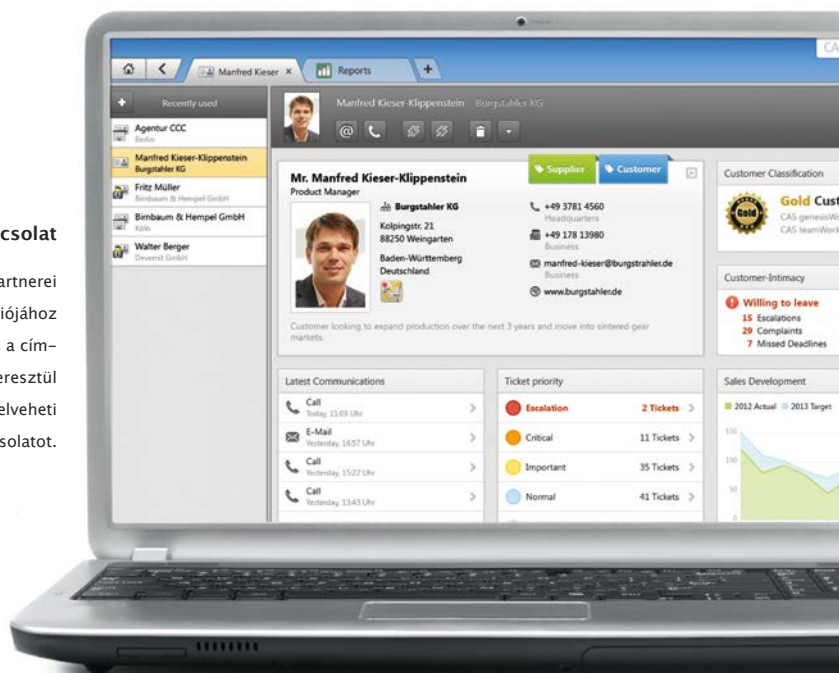 csolat
artnerei
iójához
a cím-
eresztül
elveheti
solatot.
CA
Manfred Kieser ×
Reports
+
+ Recently used
Agentur CCC
Berlin
Manfred Kieser-Klippenstein
Burgstahler KG
Fritz Müller
Birnbaum & Hempel GmbH
Birnbaum & Hempel GmbH
Köln
Walter Berger
Devemit GmbH
Manfred Kieser-Klippenstein Burgstahler KG
@
Mr. Manfred Kieser-Klippenstein
Product Manager
Supplier
Customer
Burgstahler KG
Kolpingstr. 21
88250 Weingarten
Baden-Württemberg
Deutschland
+49 3781 4560
Headquarters
+49 178 13980
Business
manfred-kieser@burgstrahler.de
Business
www.burgstahler.de
Customer looking to expand production over the next 3 years and move into sintered gear
markets.
Customer Classification
Gold
Gold Cust
CAS genesisWo
CAS teamWork
Customer-Intimacy
Willing to leave
15 Escalations
29 Complaints
7 Missed Deadlines
Latest Communications
Call
Today, 11:03 Uhr
E-Mail
Yesterday, 16:57 Uhr
Call
Yesterday, 15:22 Uhr
Call
Yesterday, 13:43 Uhr
Ticket priority
Escalation 2 Tickets
Critical 11 Tickets
Important 35 Tickets
Normal 41 Tickets
Sales Development
2012 Actual 2013 Target
150
100
50
0